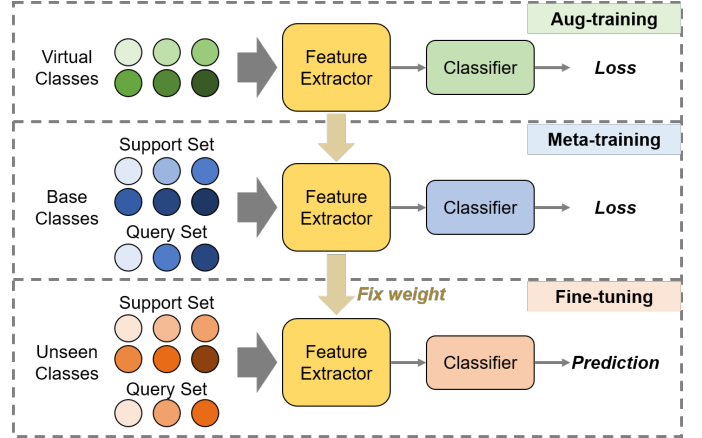 Aug-training
Virtual
Classes
Feature
Extractor
Classifier
Loss
Meta-training
Support Set
Base
Classes
Query Set
Feature
Extractor
Classifier
Loss
Fix weight
Fine-tuning
Support Set
Unseen
Classes
Query Set
Feature
Extractor
Classifier
Prediction